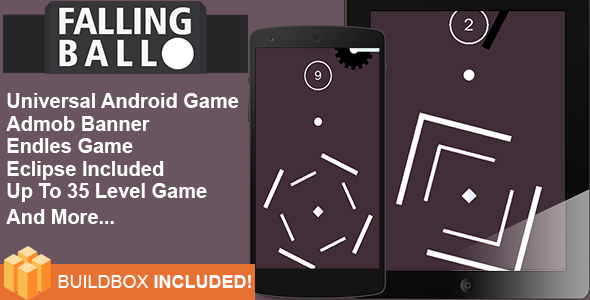 FALLING
BALL
Universal Android Game
Admob Banner
Endles Game
Eclipse Included
Up To 35 Level Game
And More...
BUILDBOX INCLUDED!
9
2